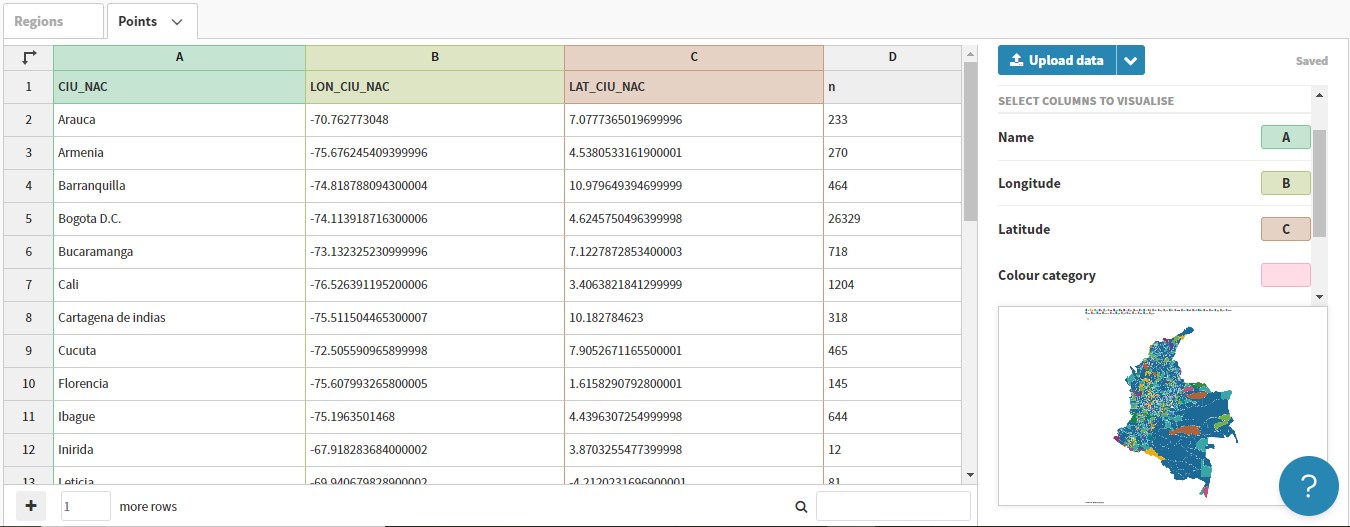 Regions Points
A B C D
1 CIU_NAC LON_CIU_NAC LAT_CIU_NAC n
2 Arauca -70.762773048 7.0777365019699996 233
3 Armenia -75.676245409399996 4.5380533161900001 270
4 Barranquilla -74.818788094300004 10.979649394699999 464
5 Bogota D.C. -74.113918716300006 4.6245750496399998 26329
6 Bucaramanga -73.132325230999996 7.1227872853400003 718
7 Cali -76.526391195200006 3.4063821841299999 1204
8 Cartagena de indias -75.511504465300007 10.182784623 318
9 Cucuta -72.505590965899998 7.9052671165500001 465
10 Florencia -75.607993265800005 1.6158290792800001 145
11 Ibague -75.1963501468 4.4396307254999998 644
12 Inirida -67.918283684000002 3.8703255477399998 12
13 Leticia -69.940679828900002 -4.2120231696900001 81
+ 1 more rows
Upload data Saved
SELECT COLUMNS TO VISUALISE
Name A
Longitude B
Latitude C
Colour category
?